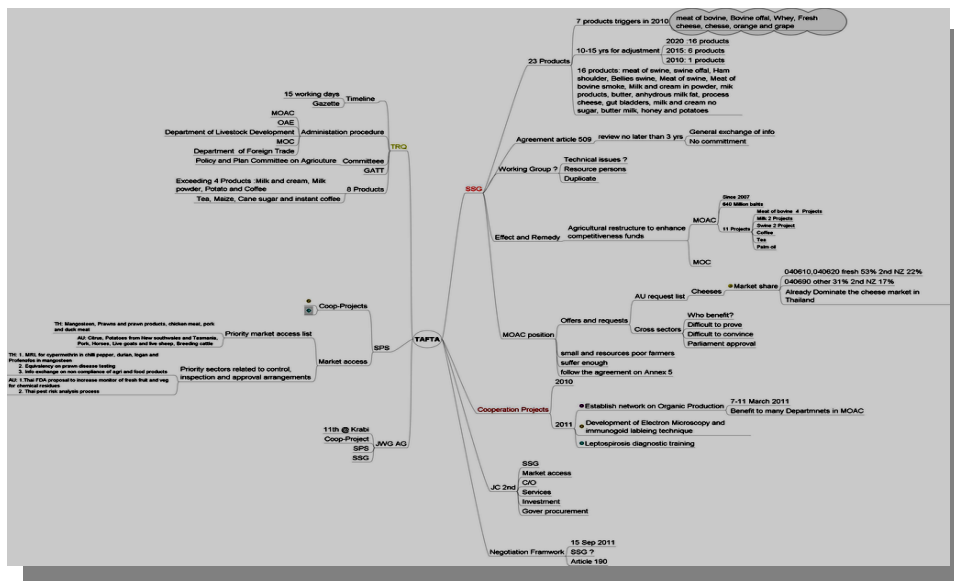 7 products triggers in 2010
meat of bovine, Bovine offal, Whey, Fresh
cheese, chesse, orange and grape
23 Products
10-15 yrs for adjustment
2020 :16 products
2015: 6 products
2010: 1 products
16 products: meat of swine, swine offal, Ham
shoulder, Bellies swine, Meat of swine, Meat of
bovine smoke, Milk and cream in powder, milk
products, butter, anhydrous milk fat, process
cheese, gut bladders, milk and cream no
sugar, butter milk, honey and potatoes
SSG
Agreement article 509
review no later than 3 yrs
General exchange of info
No committment
Working Group ?
Technical issues ?
Resource persons
Duplicate
Effect and Remedy
Agricultural restructure to enhance
competitiveness funds
MOAC
Since 2007
640 Million bahts
11 Projects
Meat of bovine 4 Projects
Milk 2 Projects
Swine 2 Project
Coffee
Tea
Palm oil
MOC
MOAC position
Offers and requests
AU request list
Cheeses
Market share
040610,040620 fresh 53% 2nd NZ 22%
040690 other 31% 2nd NZ 17%
Already Dominate the cheese market in
Thailand
Cross sectors
Who benefit?
Difficult to prove
Difficult to convince
Parliament approval
small and resources poor farmers
suffer enough
follow the agreement on Annex 5
Cooperation Projects
2010
2011
Establish network on Organic Production
7-11 March 2011
Benefit to many Departmnets in MOAC
Development of Electron Microscopy and
immunogold lableing technique
Leptospirosis diagnostic training
JC 2nd
SSG
Market access
C/O
Services
Investment
Gover procurement
Negotiation Framwork
15 Sep 2011
SSG ?
Article 190
TAFTA
TRQ
Timeline
15 working days
Gazette
Administation procedure
MOAC
OAE
Department of Livestock Development
MOC
Department of Foreign Trade
Committeee
Policy and Plan Committee on Agriculture
GATT
8 Products
Exceeding 4 Products :Milk and cream, Milk
powder, Potato and Coffee
Tea, Maize, Cane sugar and instant coffee
SPS
Coop-Projects
Market access
Priority market access list
TH: Mangosteen, Prawns and prawn products, chicken meat, pork
and duck meat
AU: Citrus, Potatoes from New southwales and Tasmania,
Pork, Horses, Live goats and live sheep, Breeding cattle
Priority sectors related to control,
inspection and approval arrangements
TH: 1. MRL for cypermethrin in chili pepper, durian, logan and
Profenofos in mangosteen
2. Equivalency on prawn disease testing
3. Info exchange on non compliance of agri and food products
AU: 1.Thai FDA proposal to increase monitor of fresh fruit and veg
for chemical residues
2. Thai pest risk analysis process
JWG AG
11th @ Krabi
Coop-Project
SPS
SSG